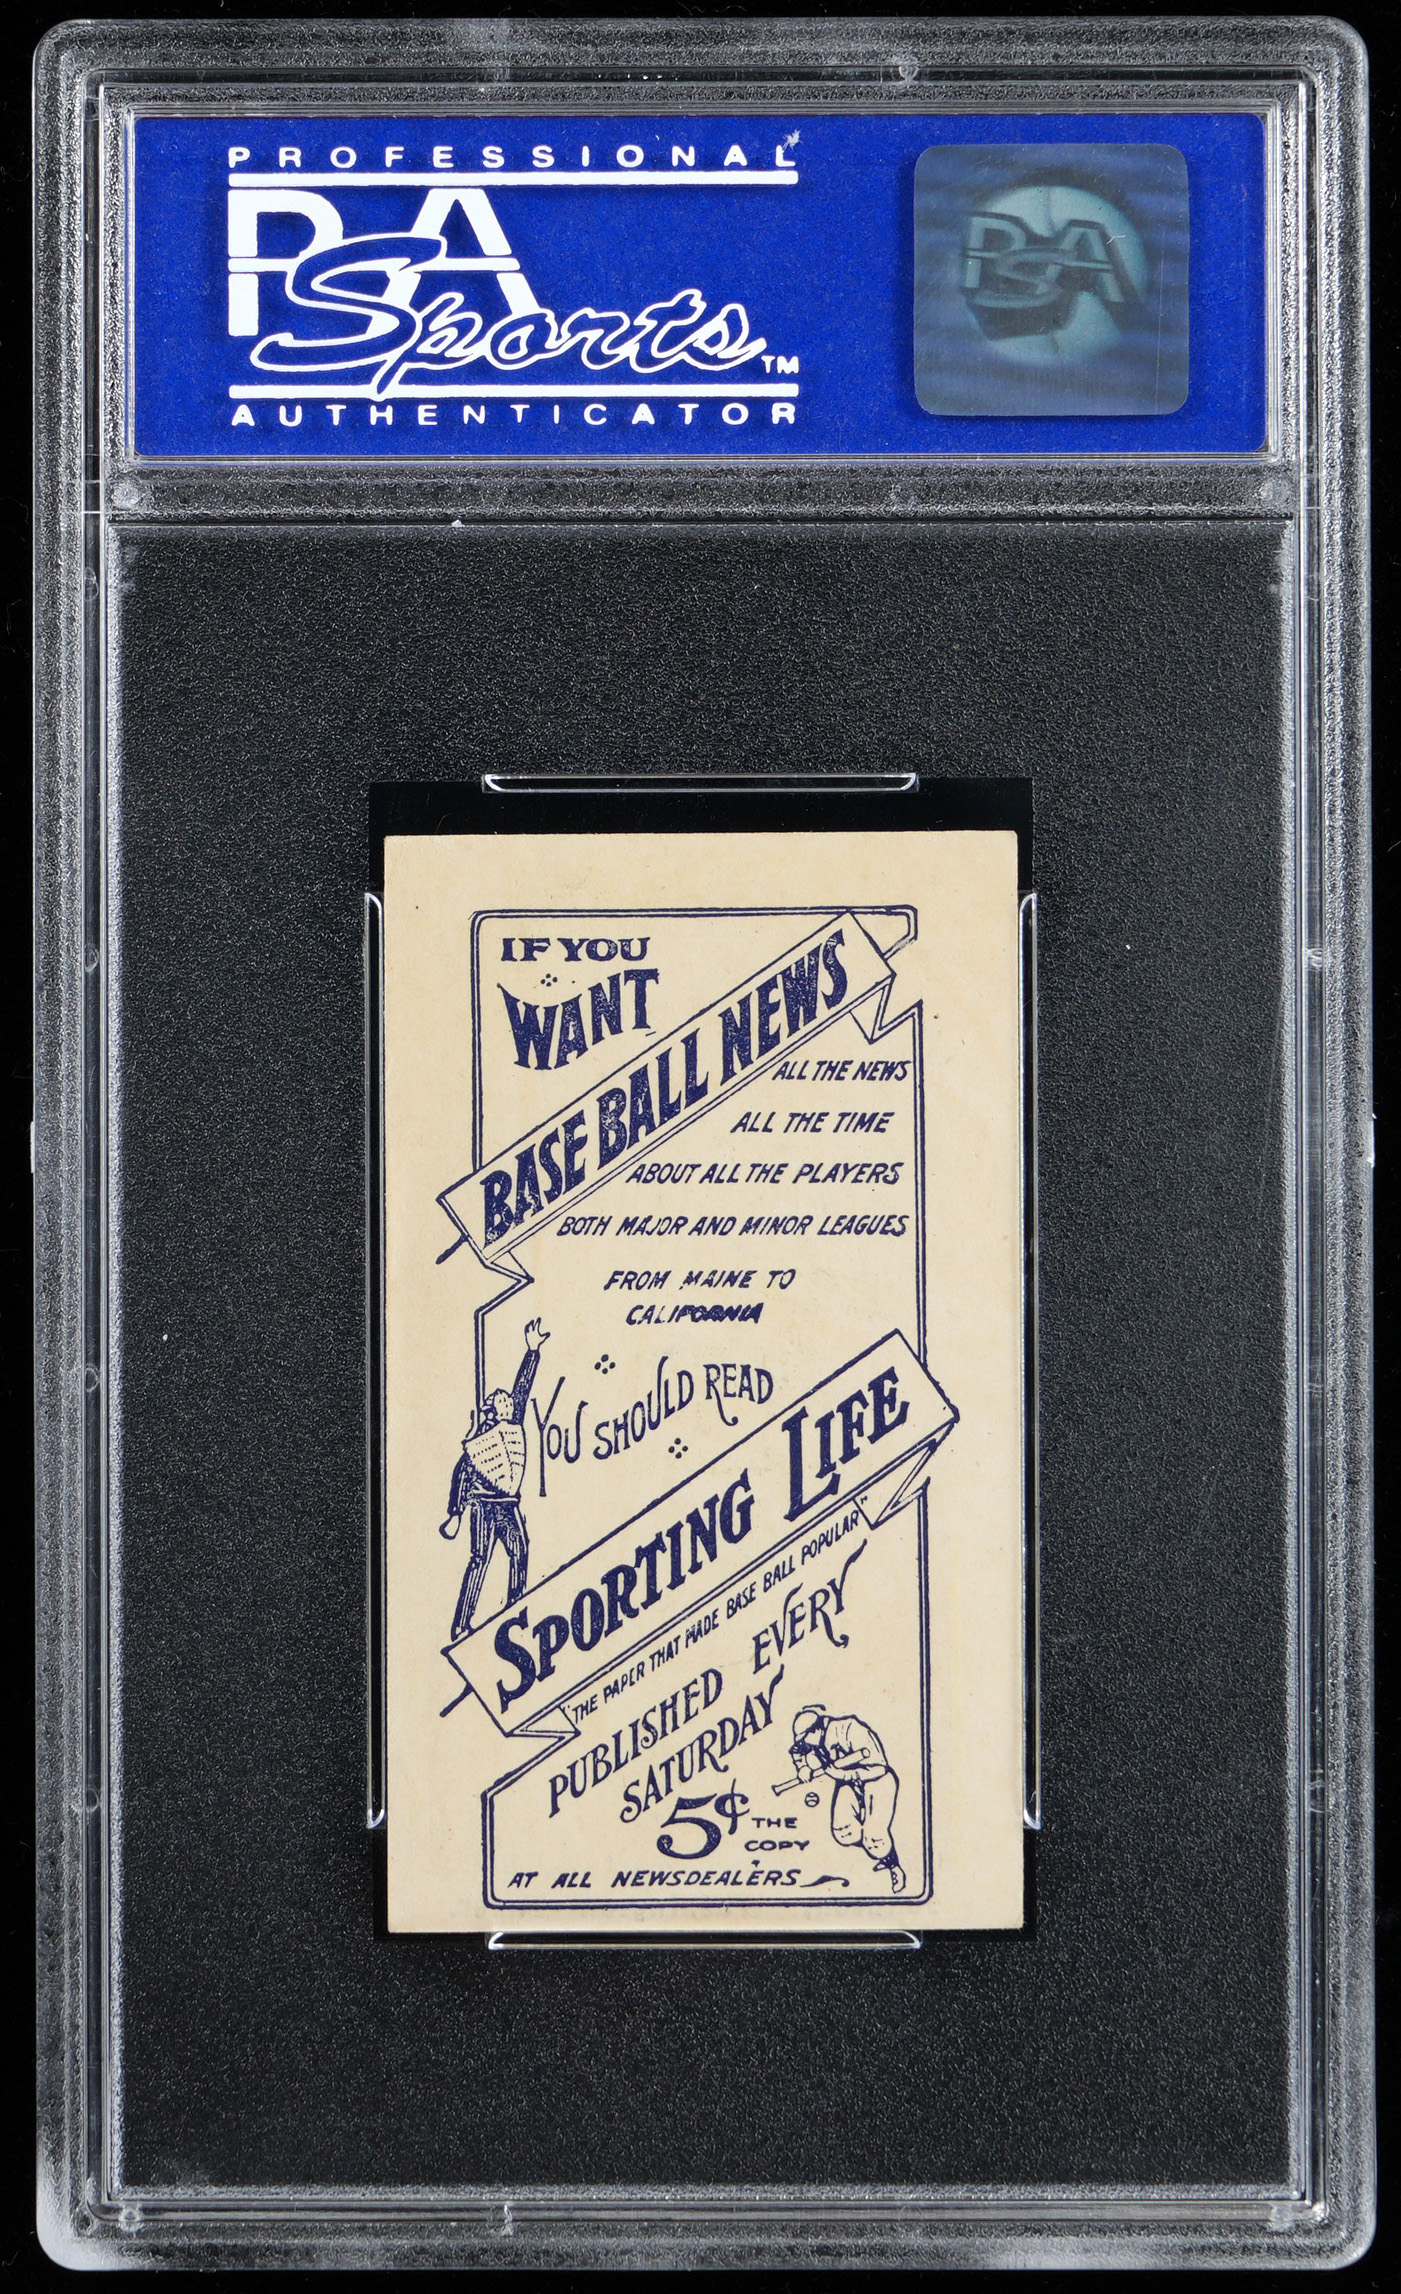 PROFESSIONAL
PSA
Sports™
AUTHENTICATOR
PSA
IF YOU
WANT
BASE BALL NEWS
ALL THE NEWS
ALL THE TIME
ABOUT ALL THE PLAYERS
BOTH MAJOR AND MINOR LEAGUES
FROM MAINE TO
CALIFORNIA
YOU SHOULD READ
SPORTING LIFE
"THE PAPER THAT MADE BASE BALL POPULAR"
PUBLISHED EVERY
SATURDAY
5¢ THE
COPY
AT ALL NEWSDEALERS